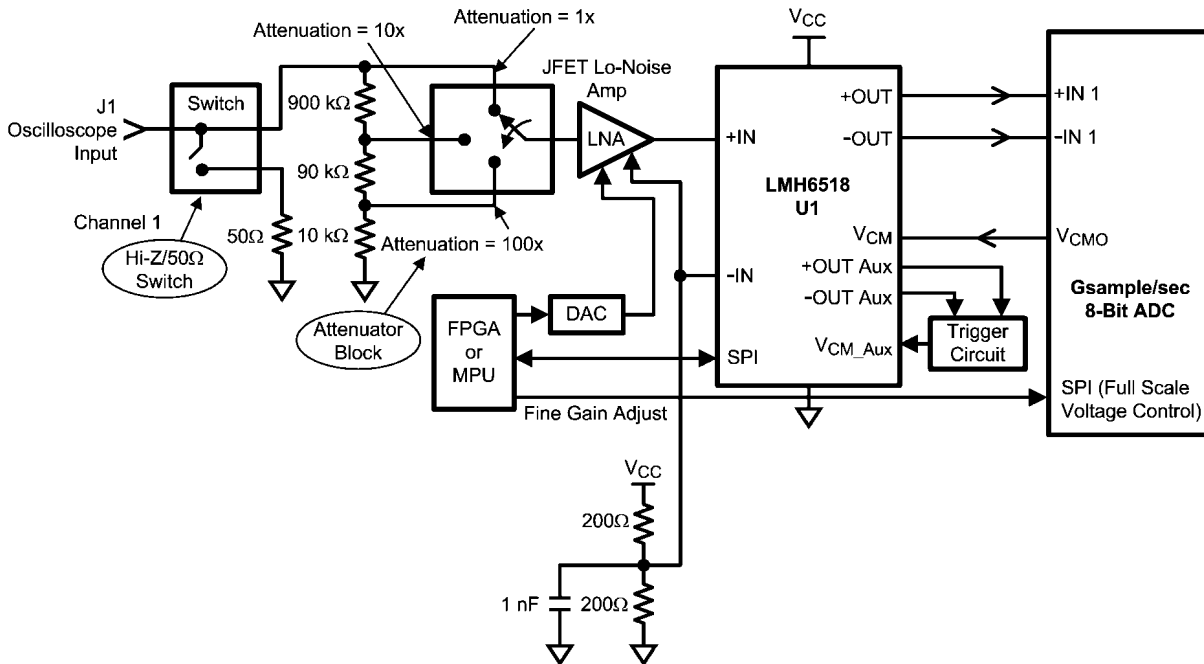 Attenuation = 1x
Attenuation = 10x
VCC
JFET Lo-Noise
Amp
J1
Oscilloscope
Input
Switch
900 kΩ
LNA
+IN
+OUT
−OUT
+IN 1
−IN 1
90 kΩ
LMH6518
U1
Channel 1
50Ω
10 kΩ
Attenuation = 100x
VCM
VCMO
Hi-Z/50Ω
Switch
−IN
+OUT Aux
−OUT Aux
Gsample/sec
8-Bit ADC
Attenuator
Block
FPGA
or
MPU
DAC
SPI
VCM_Aux
Trigger
Circuit
Fine Gain Adjust
SPI (Full Scale
Voltage Control)
VCC
200Ω
1 nF
200Ω